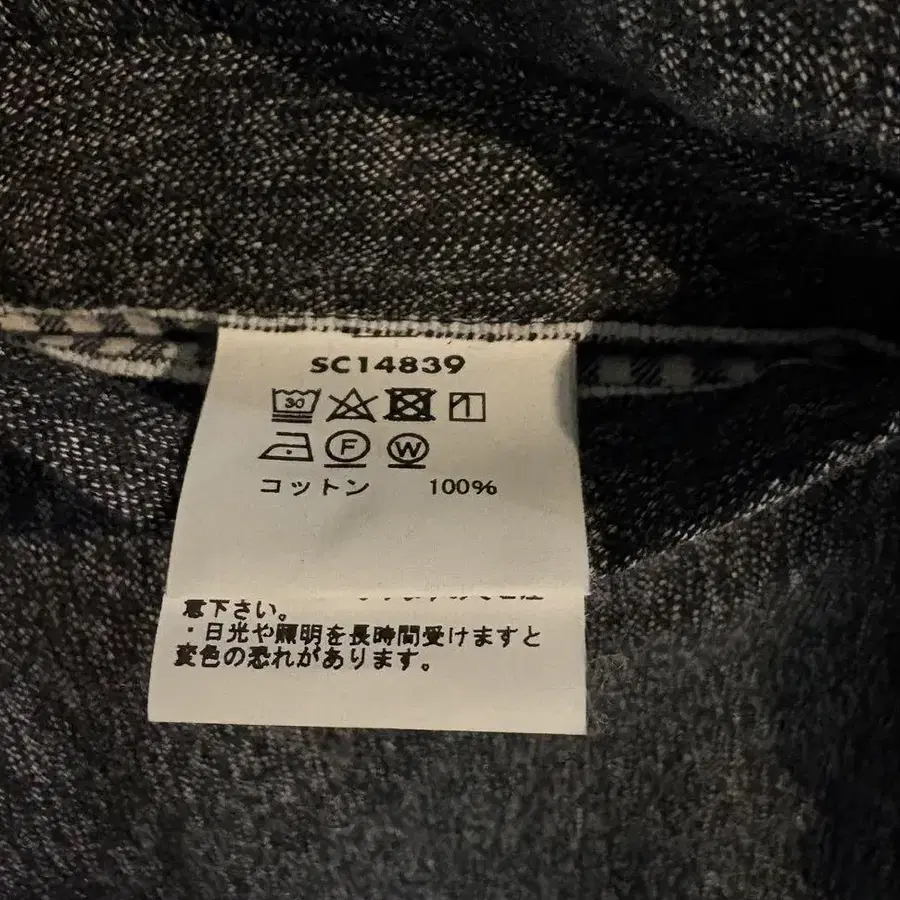 SC14839
30
F W
コットン 100%
意下さい。
・日光や照明を長時間受けますと
変色の恐れがあります。